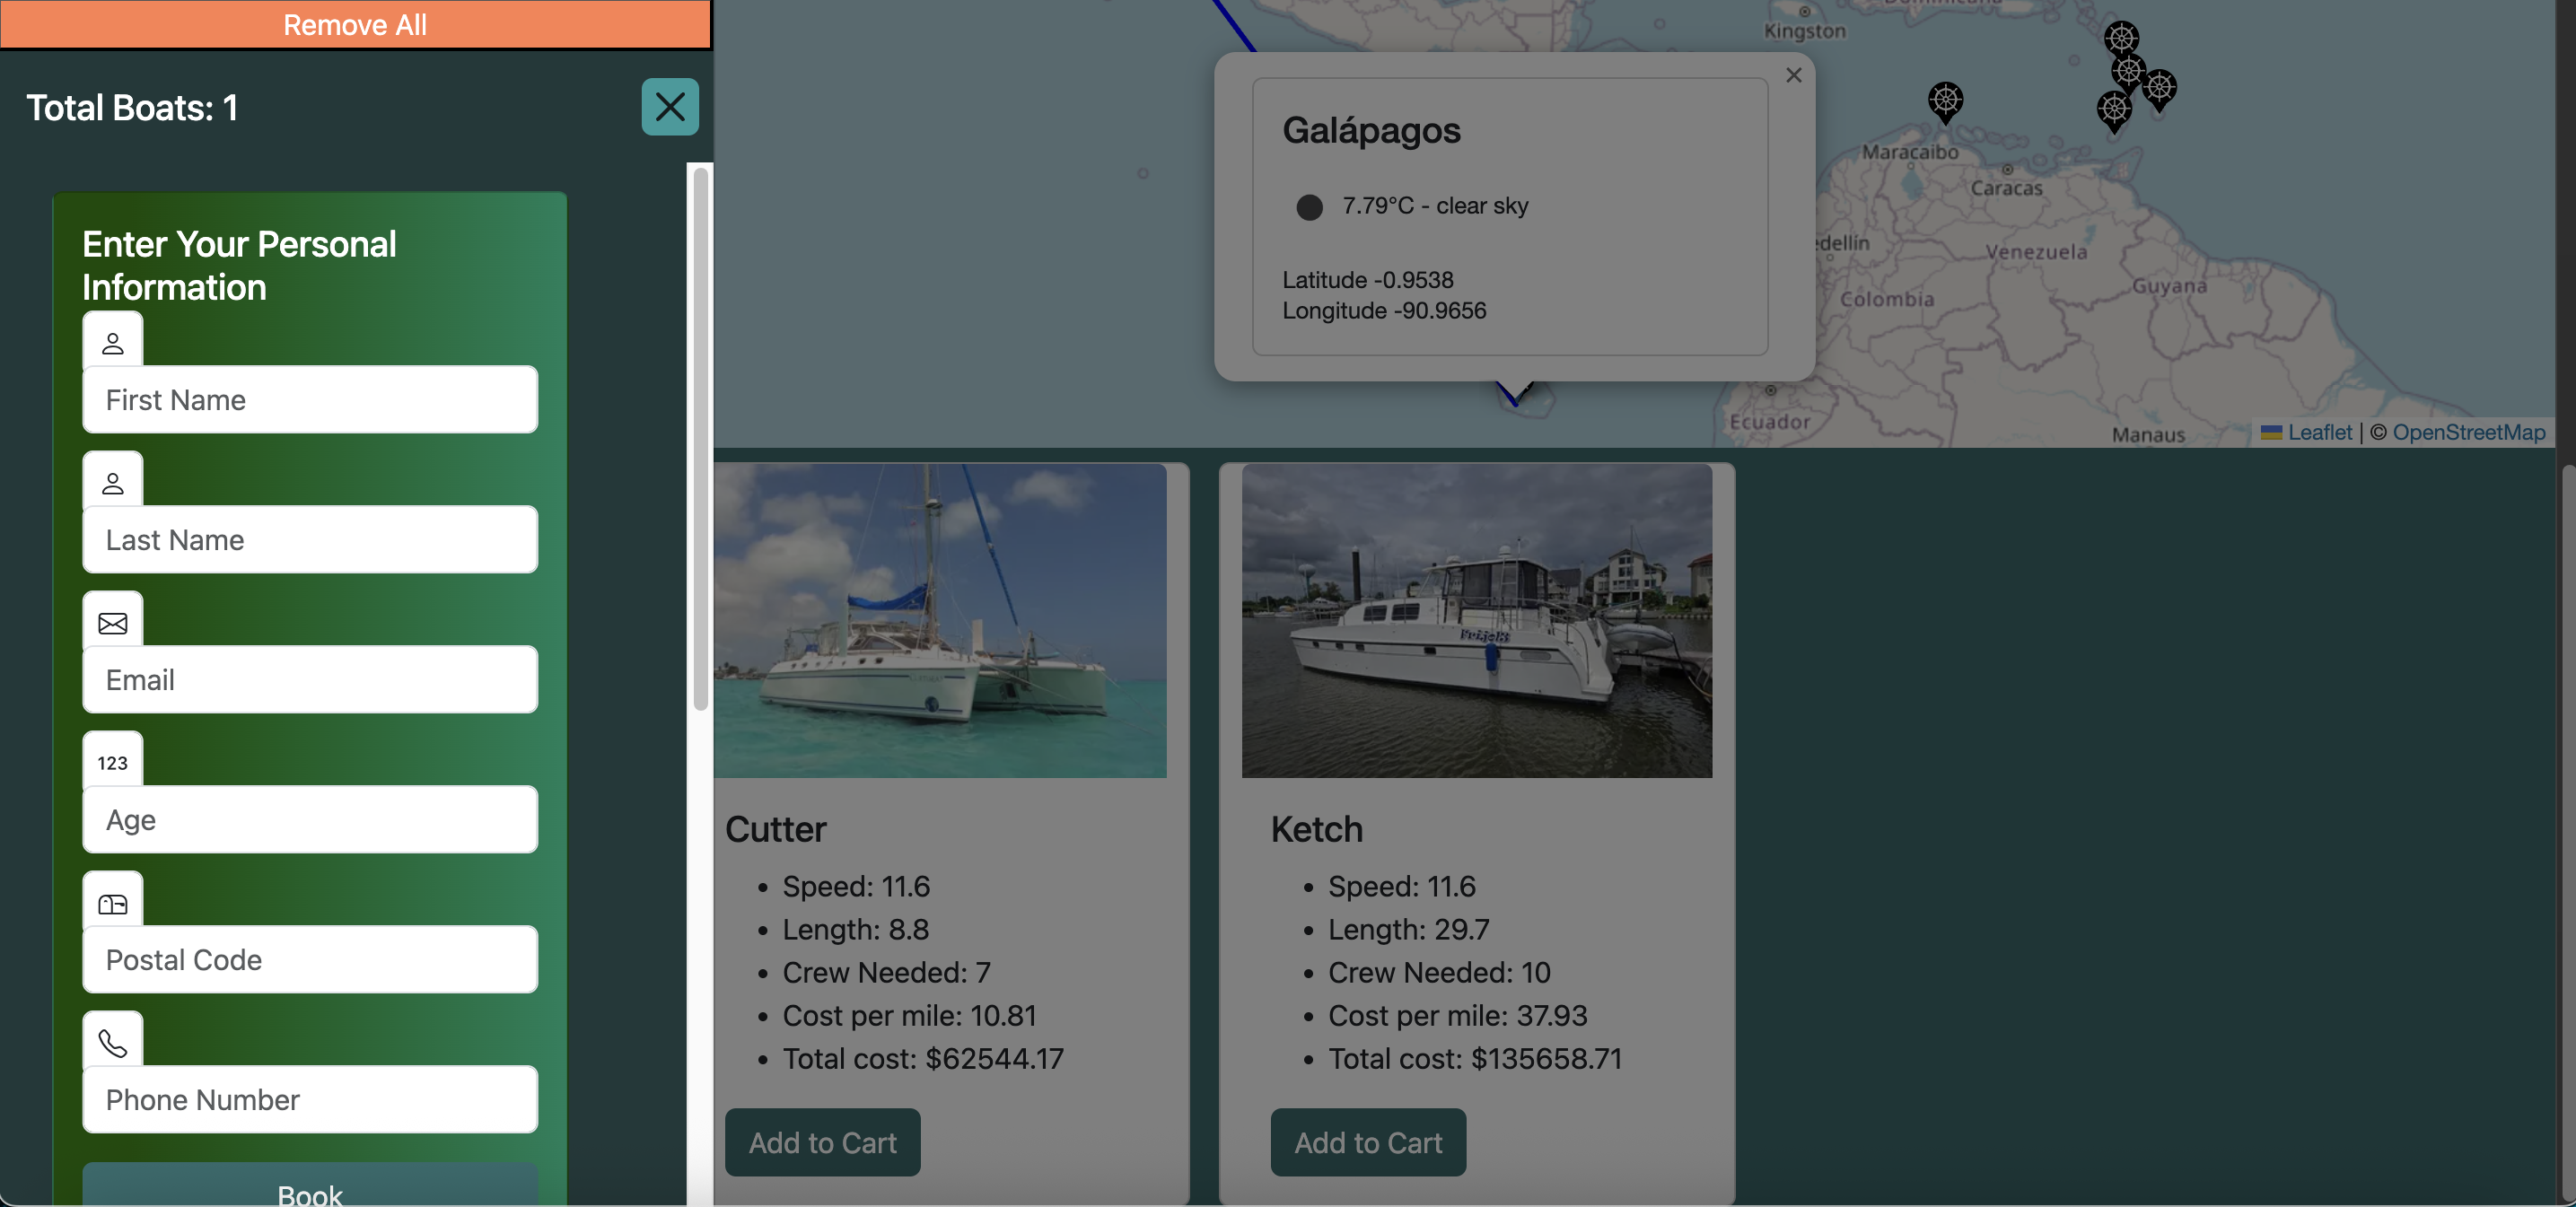 Remove All
Total Boats: 1
Enter Your Personal
Information
First Name
Last Name
Email
123
Age
Postal Code
Phone Number
Book
Galápagos
7.79°C - clear sky
Latitude -0.9538
Longitude -90.9656
Kingston
Maracaibo
Caracas
Venezuela
Guyana
Colombia
Ecuador
Manaus
Leaflet | © OpenStreetMap
Cutter
Speed: 11.6
Length: 8.8
Crew Needed: 7
Cost per mile: 10.81
Total cost: $62544.17
Add to Cart
Ketch
Speed: 11.6
Length: 29.7
Crew Needed: 10
Cost per mile: 37.93
Total cost: $135658.71
Add to Cart